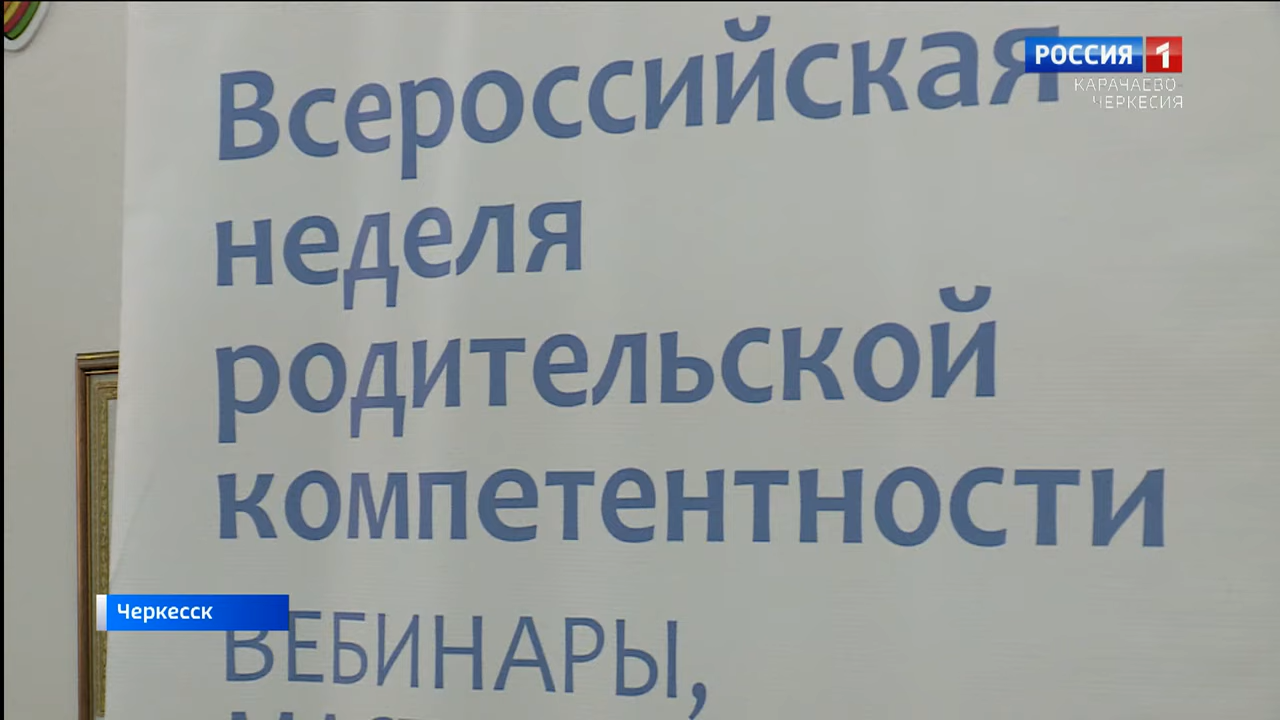 Всероссийская
РОССИЯ 1
КАРАЧАЕВО-
ЧЕРКЕСИЯ
неделя
родительской
компетентности
Черкесск
ВЕБИНАРЫ,